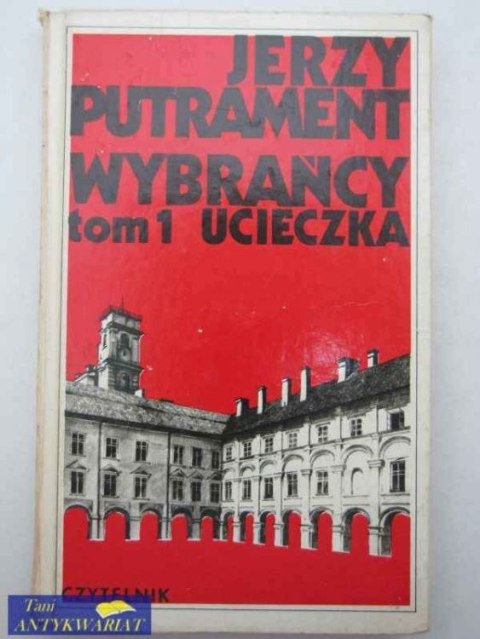 JERZY
PUTRAMENT
WYBRAŃCY
tom 1 UCIECZKA
CZYTELNIK
Tani
ANTYKWARIAT